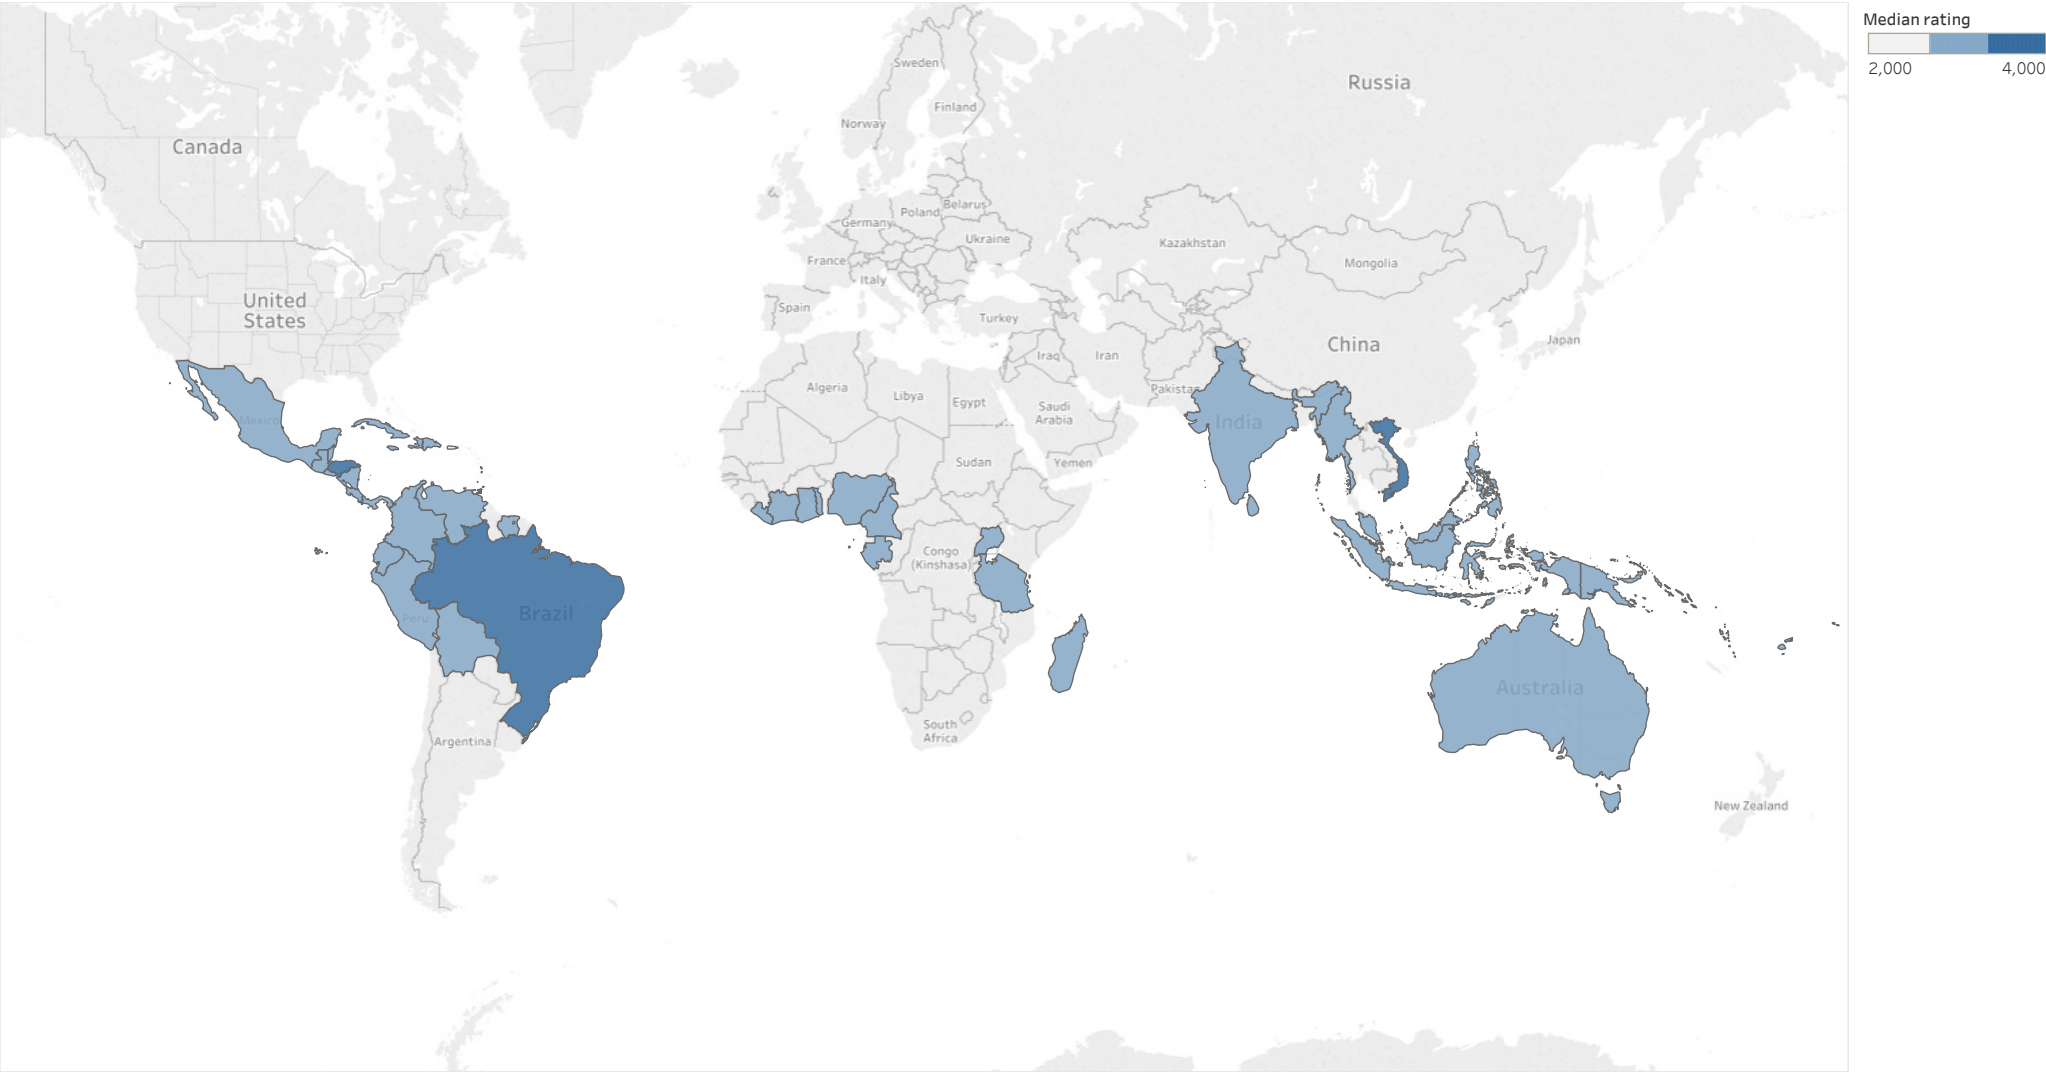 Median rating
2,000 4,000
Sweden
Russia
Finland
Norway
Canada
Poland
Belarus
Germany
Ukraine
Kazakhstan
France
Mongolia
Italy
United
States
Spain
Turkey
China
Japan
Iraq
Iran
Algeria
Pakistan
Libya
Egypt
Saudi
Arabia
Mexico
India
Sudan
Yemen
Congo
(Kinshasa)
Brazil
Peru
Australia
South
Africa
Argentina
New Zealand